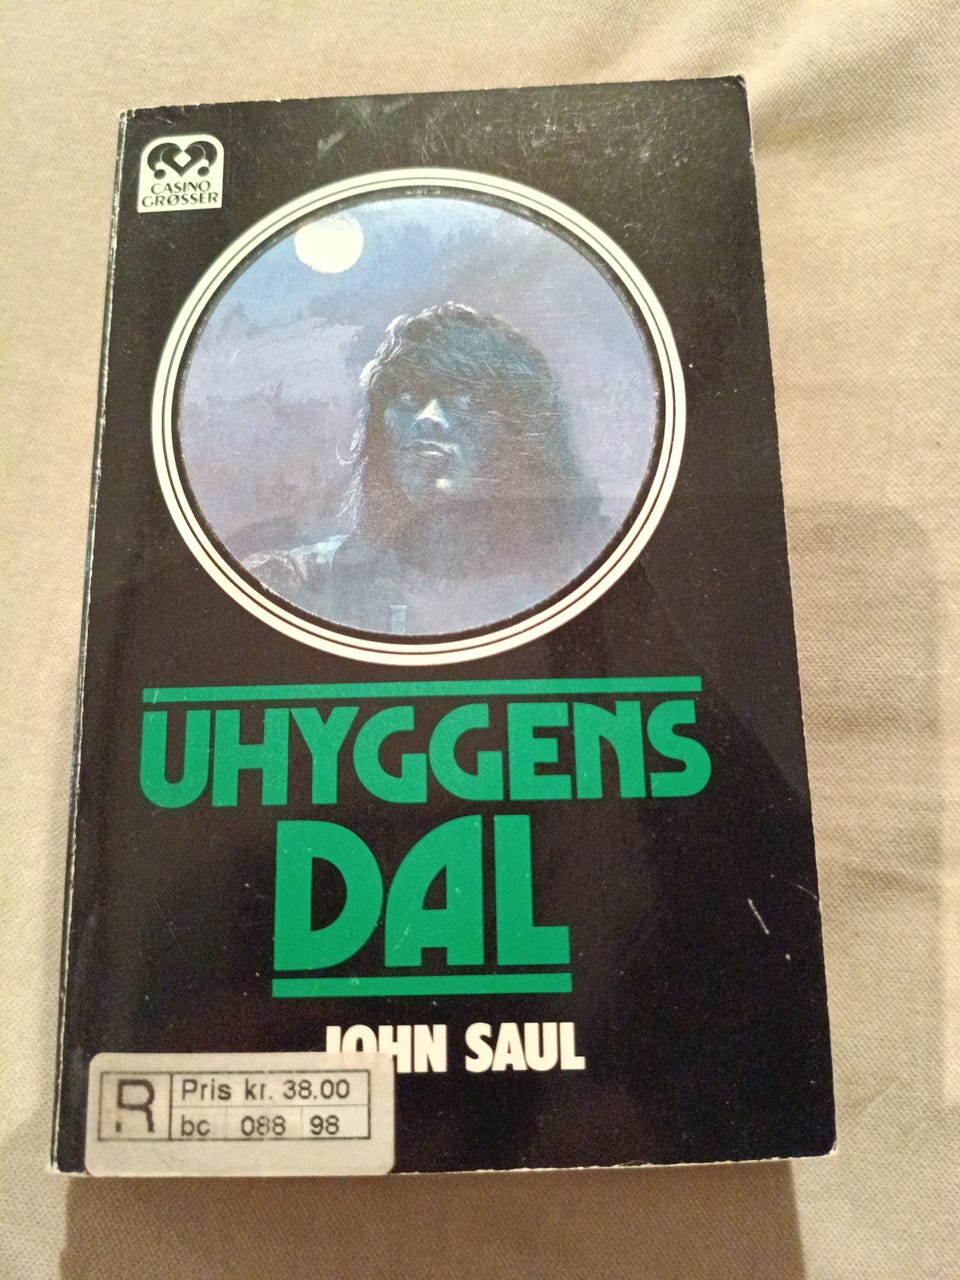 CASINO
GRØSSER
UHYGGENS
DAL
JOHN SAUL
R Pris kr. 38.00
bc 088 98